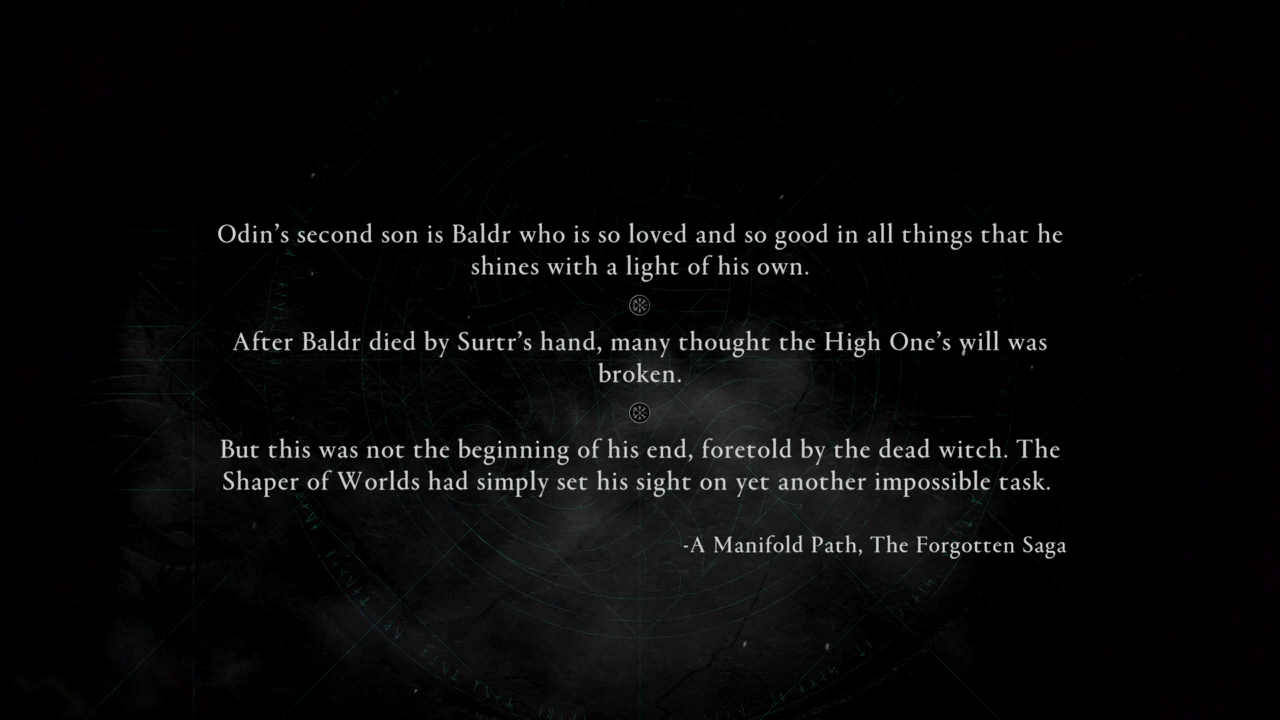 Odin's second son is Baldr who is so loved and so good in all things that he
shines with a light of his own.
After Baldr died by Surtr's hand, many thought the High One's will was
broken.
But this was not the beginning of his end, foretold by the dead witch. The
Shaper of Worlds had simply set his sight on yet another impossible task.
-A Manifold Path, The Forgotten Saga